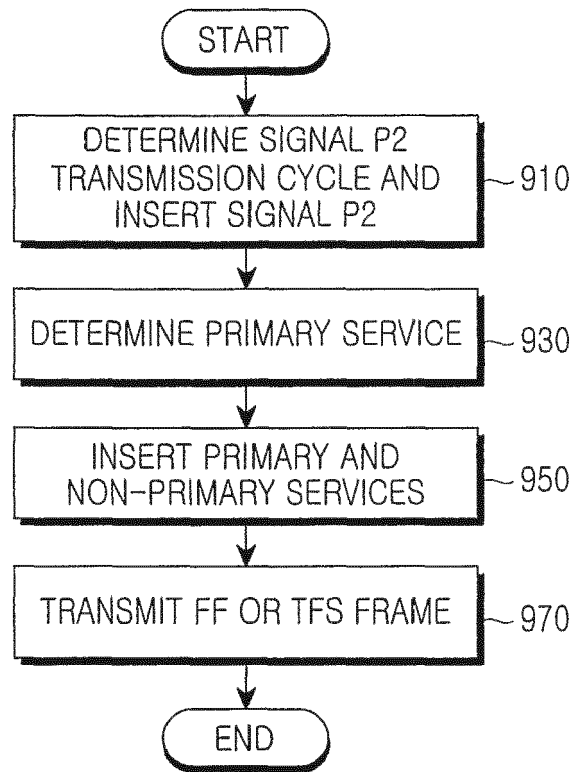 START
DETERMINE SIGNAL P2
TRANSMISSION CYCLE AND
INSERT SIGNAL P2
910
DETERMINE PRIMARY SERVICE
930
INSERT PRIMARY AND
NON-PRIMARY SERVICES
950
TRANSMIT FF OR TFS FRAME
970
END